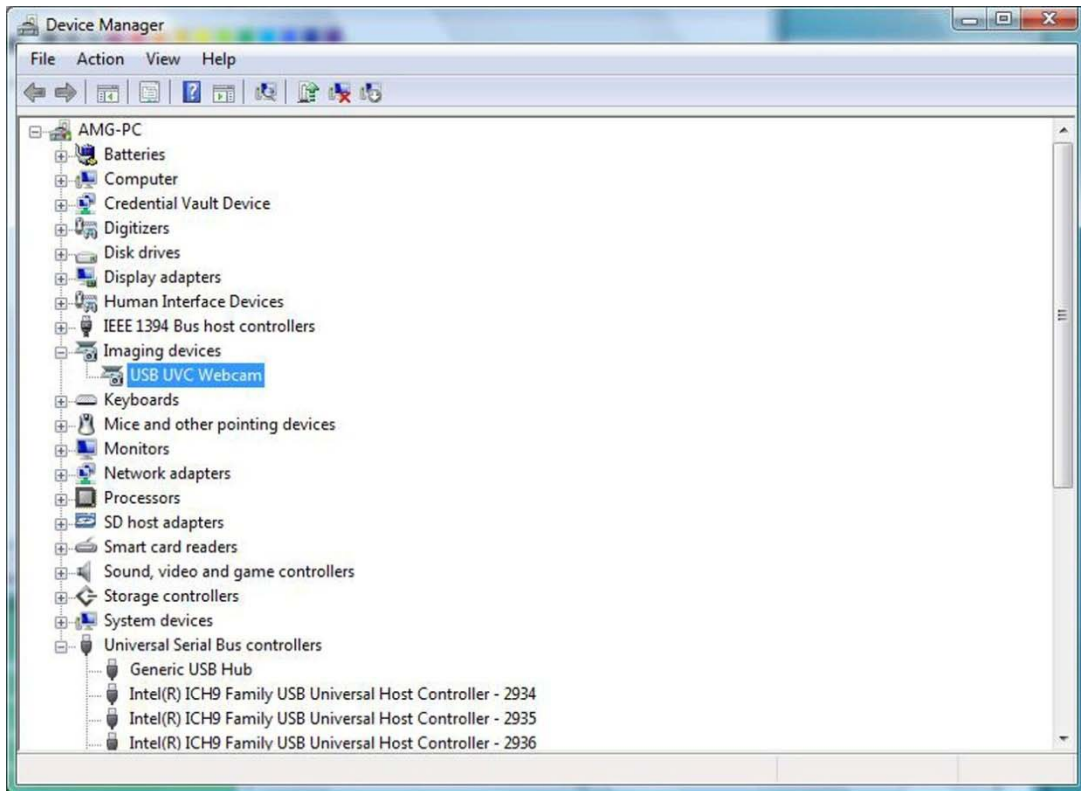 Device Manager
File Action View Help
AMG-PC
Batteries
Computer
Credential Vault Device
Digitizers
Disk drives
Display adapters
Human Interface Devices
IEEE 1394 Bus host controllers
Imaging devices
USB UVC Webcam
Keyboards
Mice and other pointing devices
Monitors
Network adapters
Processors
SD host adapters
Smart card readers
Sound, video and game controllers
Storage controllers
System devices
Universal Serial Bus controllers
Generic USB Hub
Intel(R) ICH9 Family USB Universal Host Controller - 2934
Intel(R) ICH9 Family USB Universal Host Controller - 2935
Intel(R) ICH9 Family USB Universal Host Controller - 2936